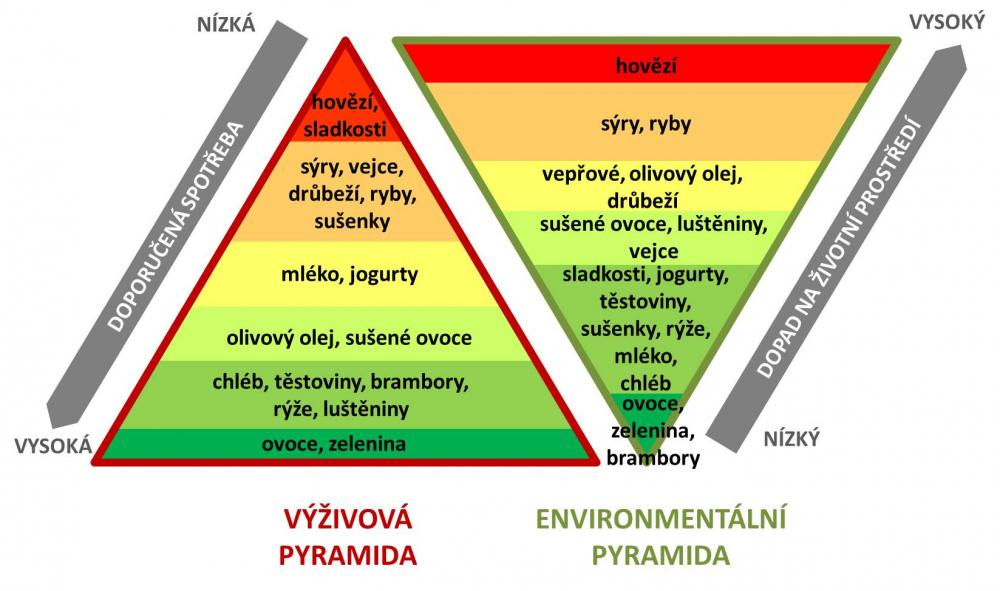 NÍZKÁ
DOPORUČENÁ SPOTŘEBA
VYSOKÁ
hovězí,
sladkosti
sýry, vejce,
drůbeží, ryby,
sušenky
mléko, jogurty
olivový olej, sušené ovoce
chléb, těstoviny, brambory,
rýže, luštěniny
ovoce, zelenina
VÝŽIVOVÁ
PYRAMIDA
hovězí
sýry, ryby
vepřové, olivový olej,
drůbeží
sušené ovoce, luštěniny,
vejce
sladkosti, jogurty,
těstoviny,
sušenky, rýže,
mléko,
chléb
ovoce,
zelenina,
brambory
ENVIRONMENTÁLNÍ
PYRAMIDA
VYSOKÝ
DOPAD NA ŽIVOTNÍ PROSTŘEDÍ
NÍZKÝ